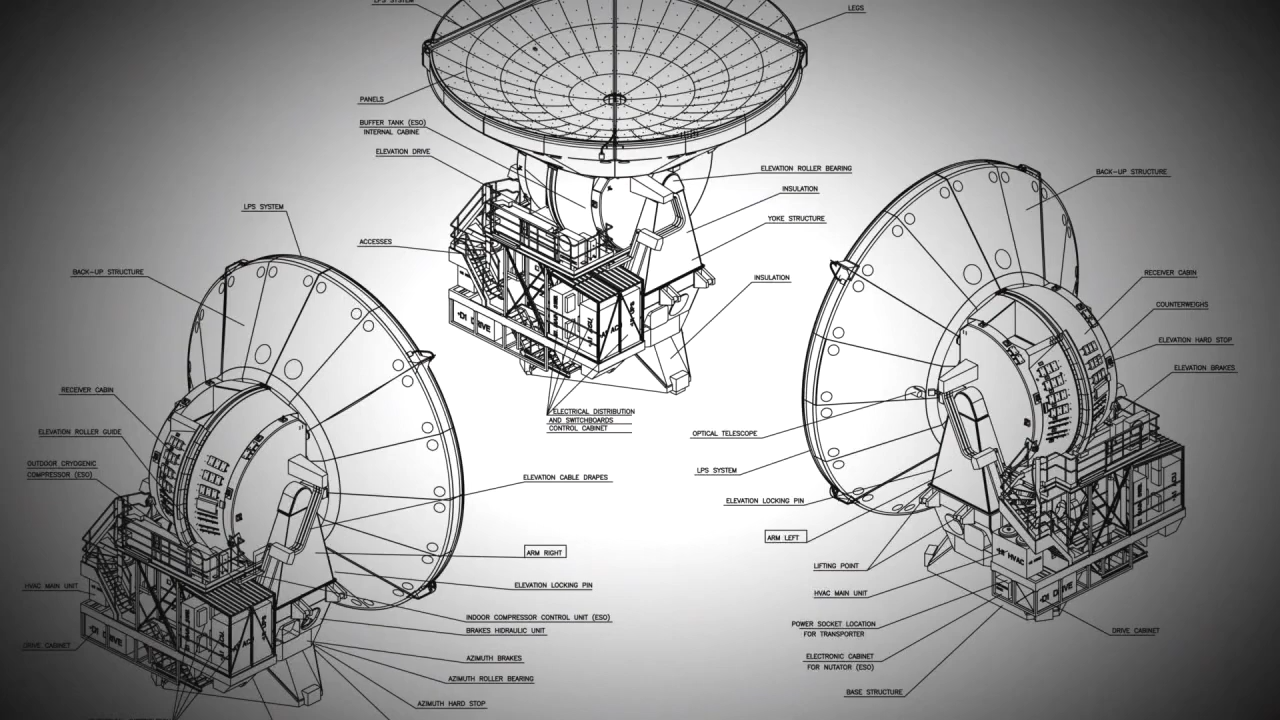 LPS SYSTEM
LEGS
PANELS
BUFFER TANK (ESO)
INTERNAL CABINE
ELEVATION DRIVE
ACCESSES
ELEVATION ROLLER BEARING
INSULATION
YOKE STRUCTURE
INSULATION
ELECTRICAL DISTRIBUTION
AND SWITCHBOARDS
CONTROL CABINET
LPS SYSTEM
BACK-UP STRUCTURE
RECEIVER CABIN
ELEVATION ROLLER GUIDE
OUTDOOR CRYOGENIC
COMPRESSOR (ESO)
HVAC MAIN UNIT
DRIVE CABINET
ELEVATION CABLE DRAPES
ARM RIGHT
ELEVATION LOCKING PIN
INDOOR COMPRESSOR CONTROL UNIT (ESO)
BRAKES HIDRAULIC UNIT
AZIMUTH BRAKES
AZIMUTH ROLLER BEARING
AZIMUTH HARD STOP
BACK-UP STRUCTURE
RECEIVER CABIN
COUNTERWEIGHS
ELEVATION HARD STOP
ELEVATION BRAKES
OPTICAL TELESCOPE
LPS SYSTEM
ELEVATION LOCKING PIN
ARM LEFT
LIFTING POINT
HVAC MAIN UNIT
POWER SOCKET LOCATION
FOR TRANSPORTER
ELECTRONIC CABINET
FOR NUTATOR (ESO)
BASE STRUCTURE
DRIVE CABINET
HVAC